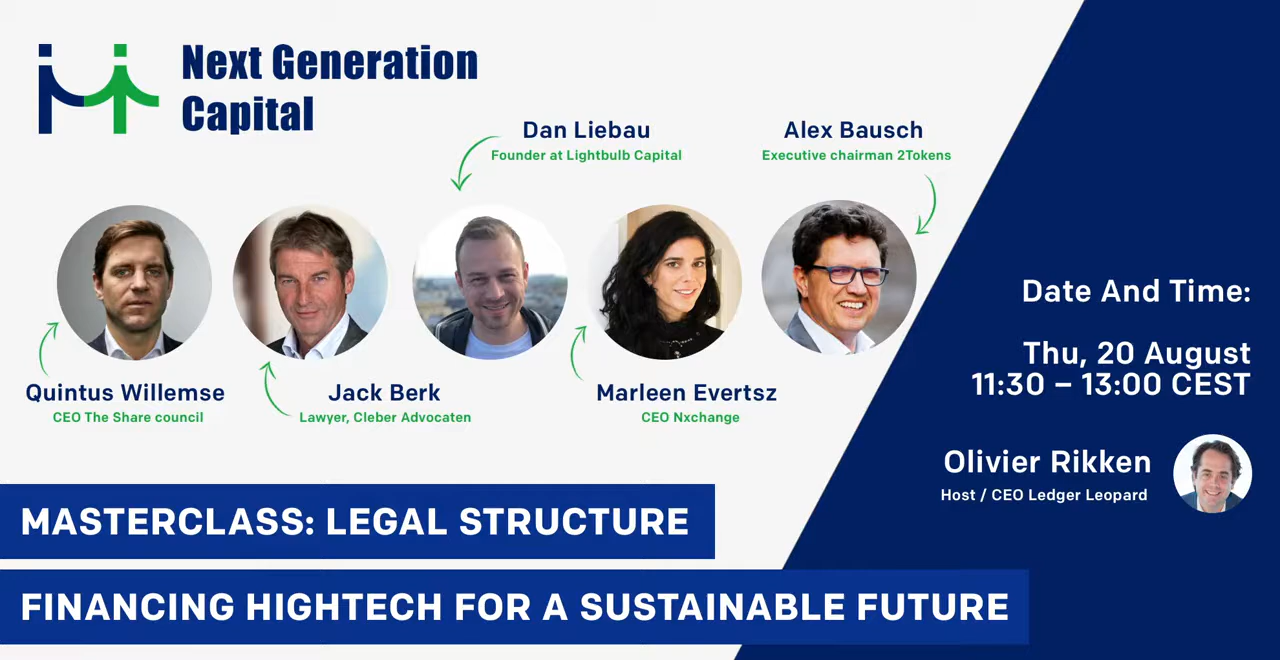 Next Generation
Capital
Dan Liebau
Founder at Lightbulb Capital
Alex Bausch
Executive chairman 2Tokens
Quintus Willemse
CEO The Share council
Jack Berk
Lawyer, Cleber Advocaten
Marleen Evertsz
CEO Nxchange
Date And Time:
Thu, 20 August
11:30 – 13:00 CEST
Olivier Rikken
Host / CEO Ledger Leopard
MASTERCLASS: LEGAL STRUCTURE
FINANCING HIGHTECH FOR A SUSTAINABLE FUTURE